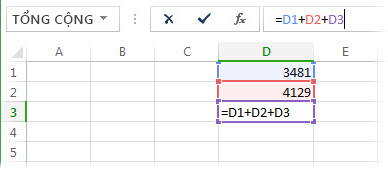 TỔNG CỘNG fx =D1+D2+D3
A B C D E
1 3481
2 4129
3 =D1+D2+D3
4
5